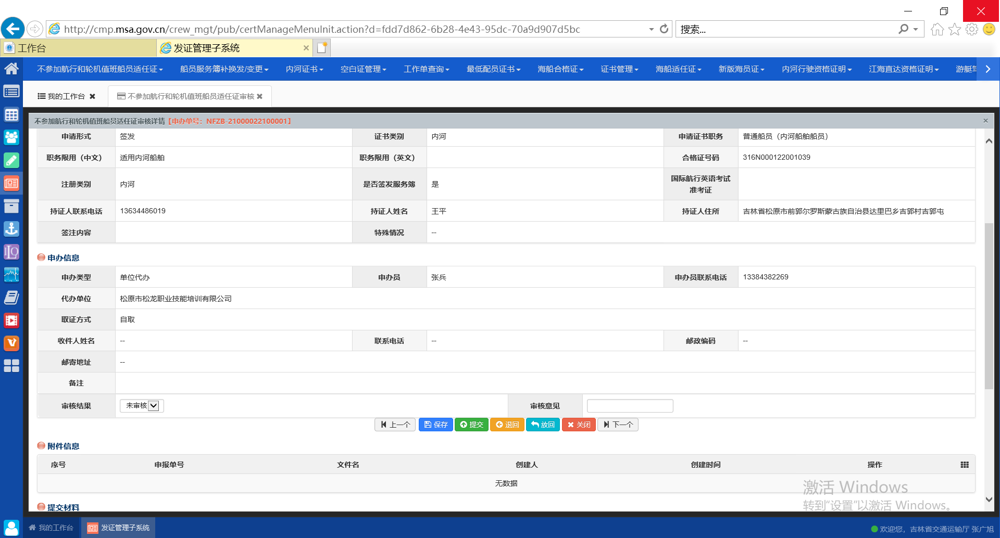 http://cmp.msa.gov.cn/crew_mgt/pub/certManageMenuInit.action?d=fdd7d862-6b28-4e43-95dc-70a9d907d5bc
搜索...
工作台
发证管理子系统
不参加航行和轮机值班船员适任证 船员服务簿补换发/变更 内河证书 空白证管理 工作单查询 最低配员证书 海船合格证 证书管理 海船适任证 新版海员证 内河行驶资格证明 江海直达资格证明 游艇
我的工作台 不参加航行和轮机值班船员适任证审核
不参加航行和轮机值班船员适任证审核详情【申办单号：NFZB-21000022100001】
申请形式 签发 证书类别 内河 申请证书职务 普通船员（内河船舶船员）
职务限用（中文） 适用内河船舶 职务限用（英文） 合格证号码 316N000122001039
注册类别 内河 是否签发服务簿 是 国际航行英语考试
准考证
持证人联系电话 13634486019 持证人姓名 王平 持证人住所 吉林省松原市前郭尔罗斯蒙古族自治县达里巴乡吉郭村吉郭屯
签注内容 特殊情况 --
申办信息
申办类型 单位代办 申办员 张兵 申办员联系电话 13384382269
代办单位 松原市松龙职业技能培训有限公司
取证方式 自取
收件人姓名 -- 联系电话 -- 邮政编码 --
邮寄地址 --
备注
审核结果 未审核 审核意见
上一个 保存 提交 退回 放回 关闭 下一个
附件信息
序号 申报单号 文件名 创建人 创建时间 操作
无数据
激活 Windows
转到“设置”以激活 Windows。
提交材料
我的工作台 发证管理子系统
欢迎您，吉林省交通运输厅 张广旭